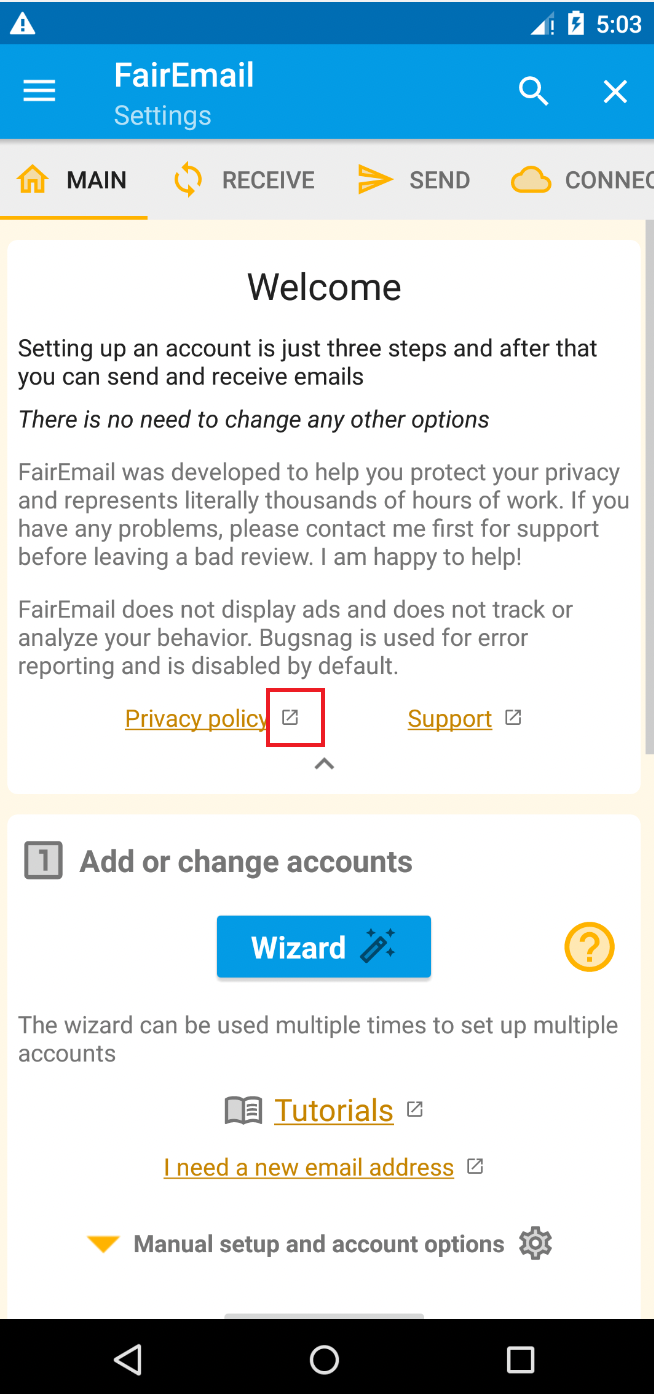 5:03
FairEmail
Settings
MAIN RECEIVE SEND CONNEC
Welcome
Setting up an account is just three steps and after that
you can send and receive emails
There is no need to change any other options
FairEmail was developed to help you protect your privacy
and represents literally thousands of hours of work. If you
have any problems, please contact me first for support
before leaving a bad review. I am happy to help!
FairEmail does not display ads and does not track or
analyze your behavior. Bugsnag is used for error
reporting and is disabled by default.
Privacy policy Support
1 Add or change accounts
Wizard
?
The wizard can be used multiple times to set up multiple
accounts
Tutorials
I need a new email address
Manual setup and account options